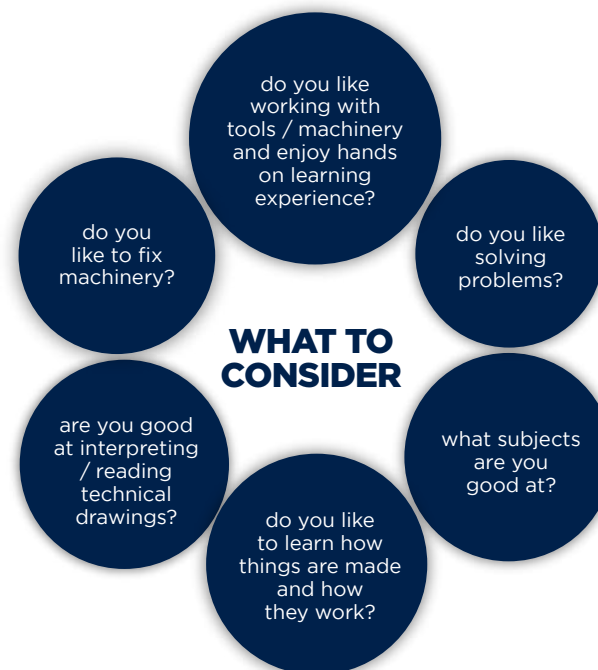 do you like
working with
tools / machinery
and enjoy hands
on learning
experience?
do you like
solving
problems?
what subjects
are you
good at?
do you like
to learn how
things are made
and how
they work?
are you good
at interpreting
/ reading
technical
drawings?
do you
like to fix
machinery?
WHAT TO
CONSIDER